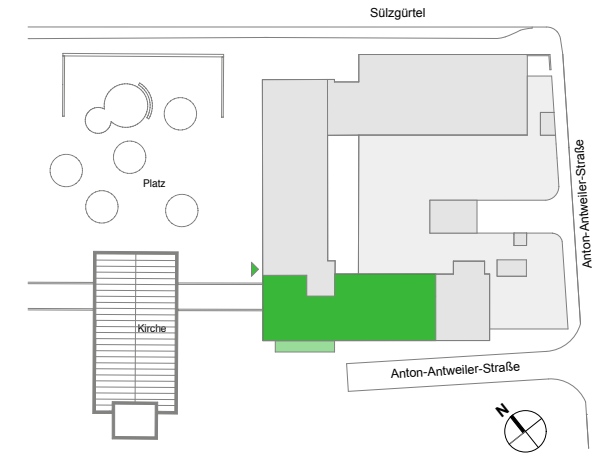 Sülzgürtel
Anton-Antweiler-Straße
Platz
Kirche
Anton-Antweiler-Straße
N